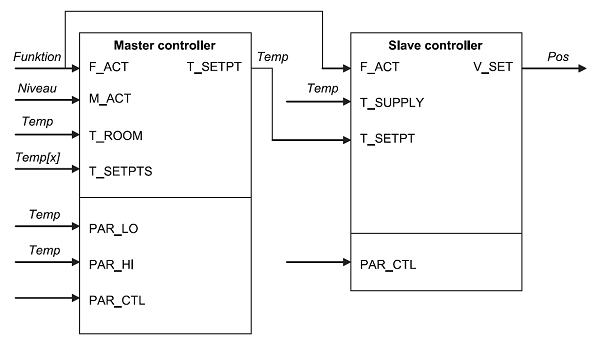 Master controller
Slave controller
Funktion
F_ACT
T_SETPT
Temp
F_ACT
V_SET
Pos
Niveau
M_ACT
Temp
T_SUPPLY
Temp
T_ROOM
T_SETPT
Temp[x]
T_SETPTS
Temp
PAR_LO
Temp
PAR_HI
PAR_CTL
PAR_CTL